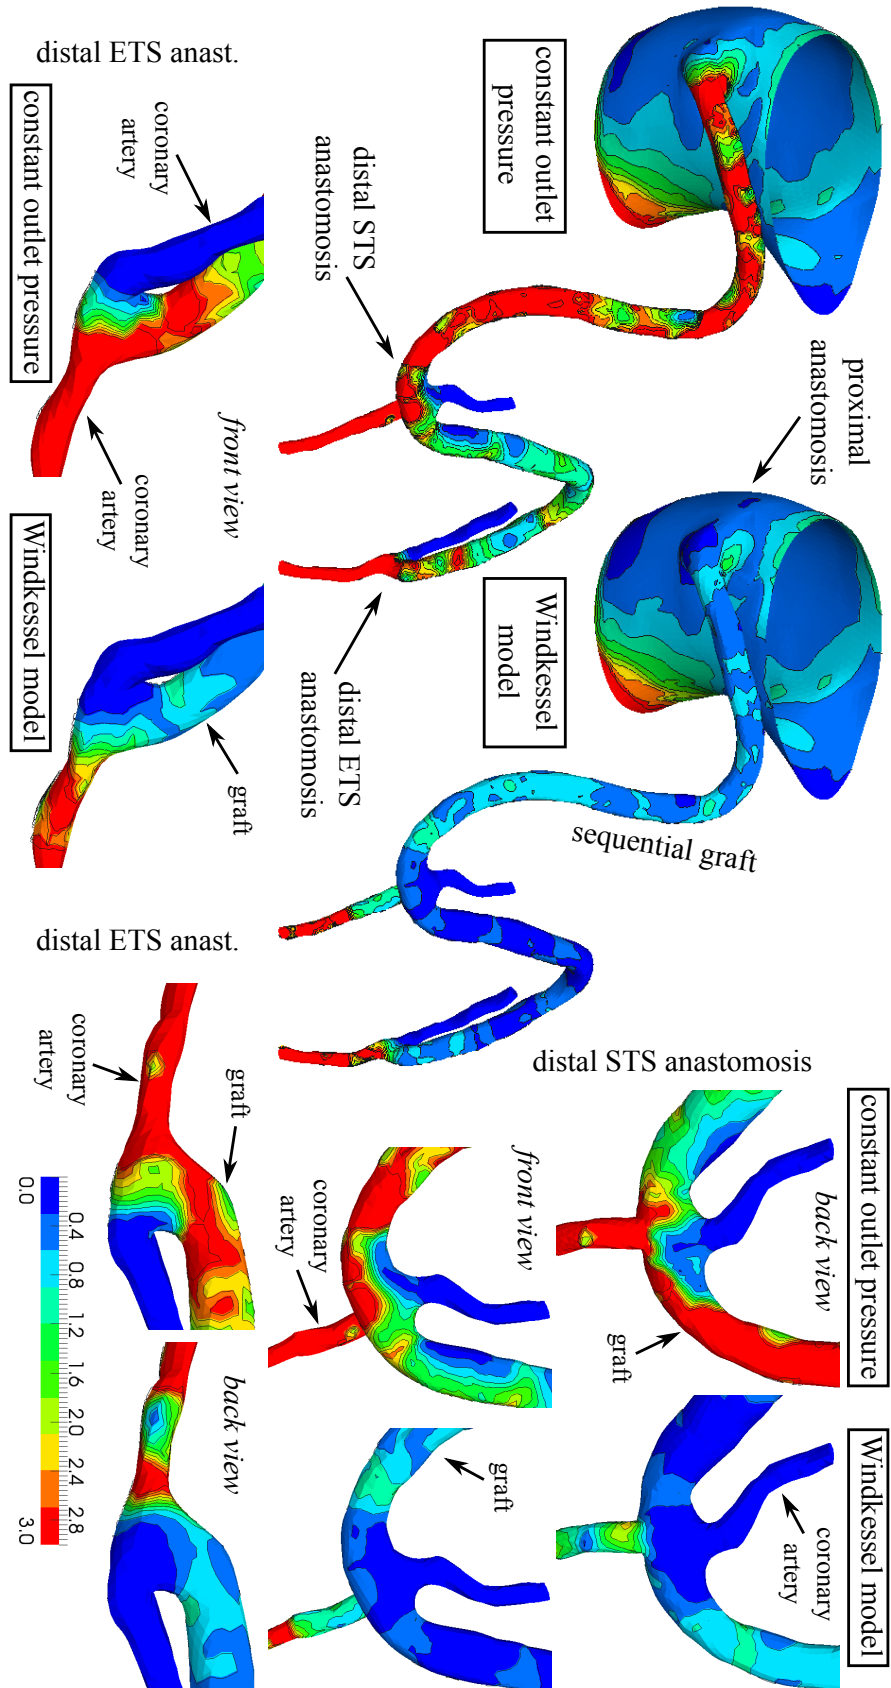 distal ETS anast.
constant outlet
pressure
coronary
artery
constant outlet pressure
distal STS
anastomosis
proximal
anastomosis
front view
coronary
artery
Windkessel model
graft
Windkessel
model
distal ETS
anastomosis
sequential graft
distal ETS anast.
distal STS anastomosis
constant outlet pressure
back view
graft
front view
coronary
artery
graft
coronary
artery
Windkessel model
coronary
artery
graft
back view
0.0
0.4
0.8
1.2
1.6
2.0
2.4
2.8
3.0